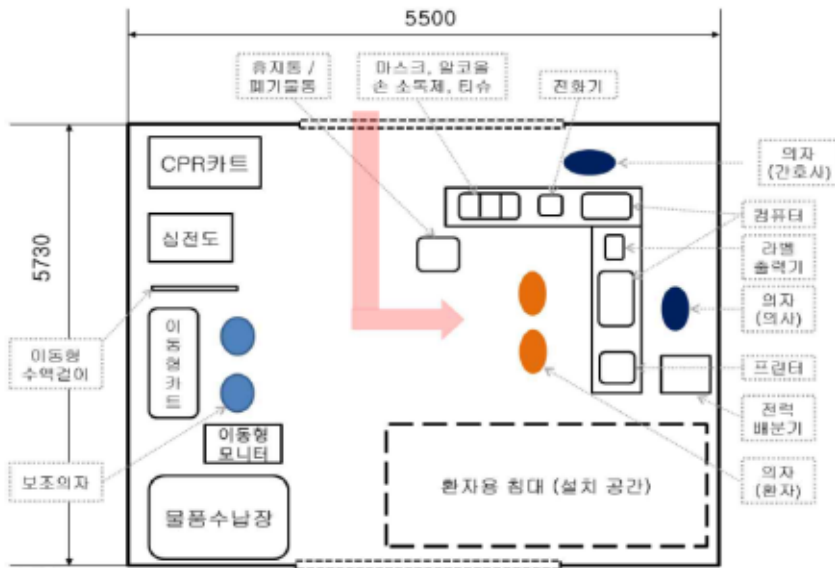 5500
휴지통 /
폐기물통
마스크, 알코올
손 소독제, 티슈
전화기
의자
(간호사)
CPR카트
컴퓨터
심전도
라벨
출력기
5730
의자
(의사)
이동형
수액걸이
이동형카트
프린터
전력
배분기
이동형
모니터
보조의자
환자용 침대 (설치 공간)
의자
(환자)
물품수납장